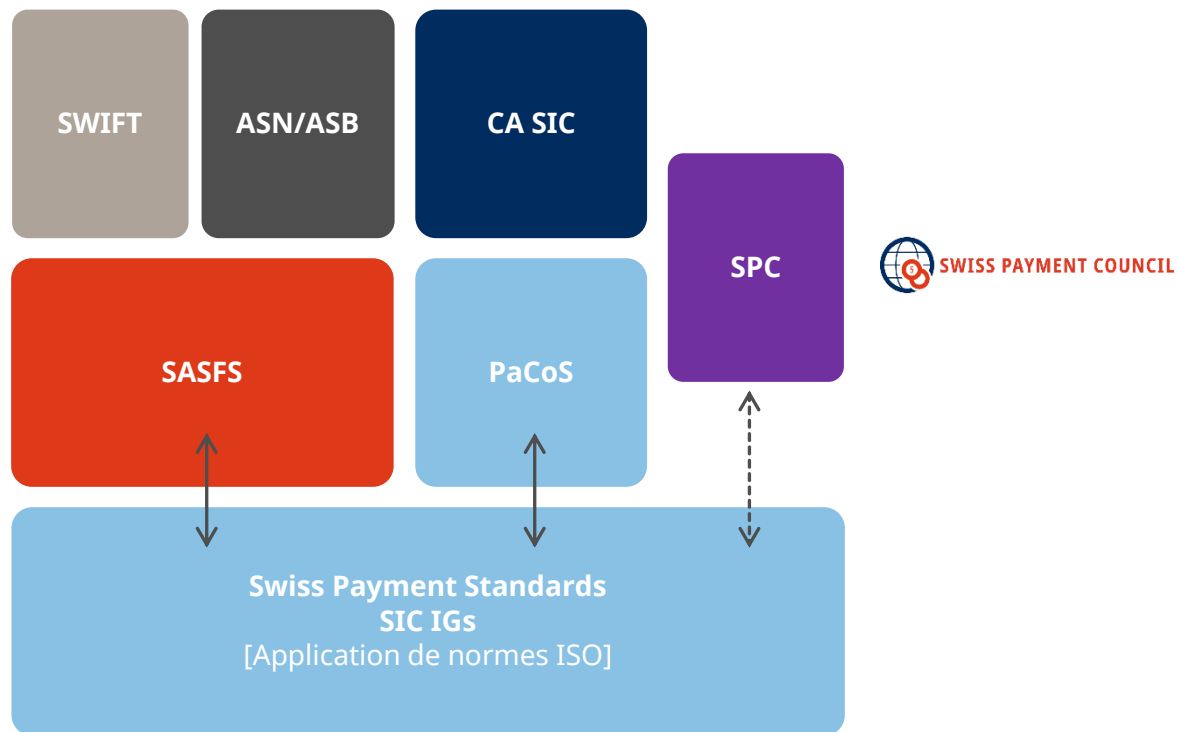 SWIFT
ASN/ASB
CA SIC
SPC
SWISS PAYMENT COUNCIL
SASFS
PaCoS
Swiss Payment Standards
SIC IGs
[Application de normes ISO]